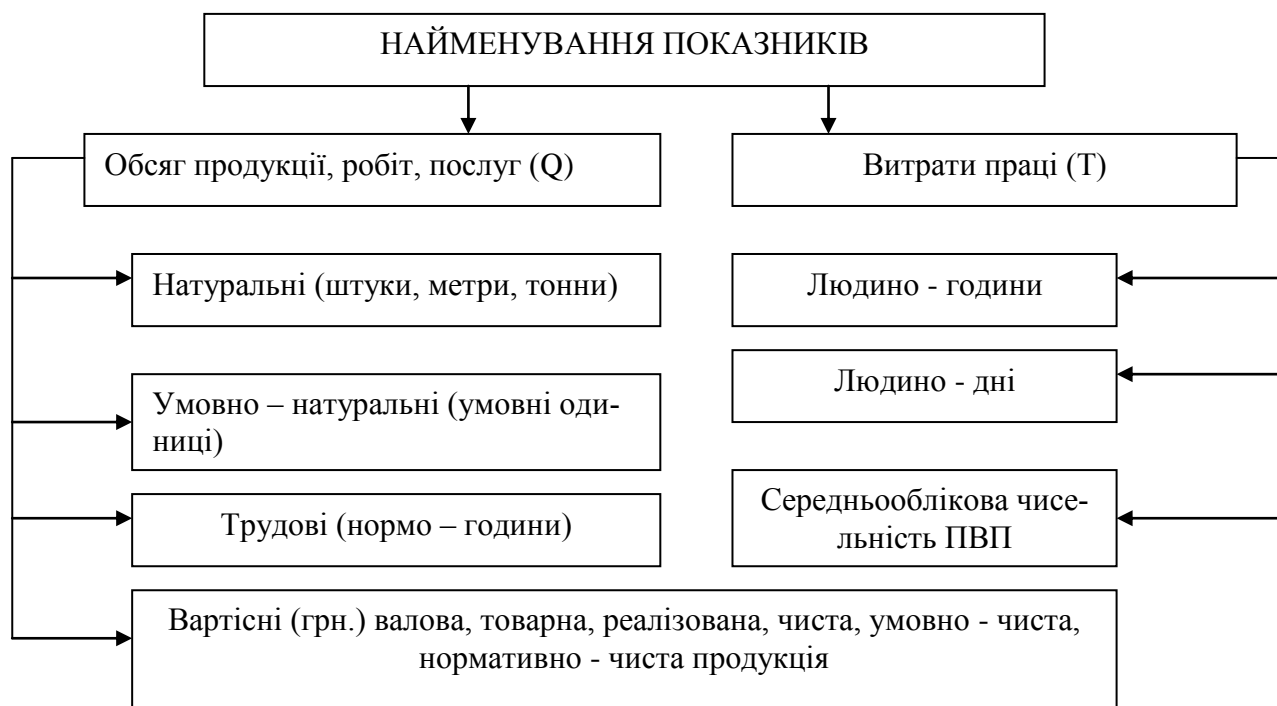 НАЙМЕНУВАННЯ ПОКАЗНИКІВ
Обсяг продукції, робіт, послуг (Q)
Витрати праці (Т)
Натуральні (штуки, метри, тонни)
Людино - години
Людино - дні
Умовно – натуральні (умовні оди-
ниці)
Середньооблікова чисе-
льність ПВП
Трудові (нормо – години)
Вартісні (грн.) валова, товарна, реалізована, чиста, умовно - чиста,
нормативно - чиста продукція